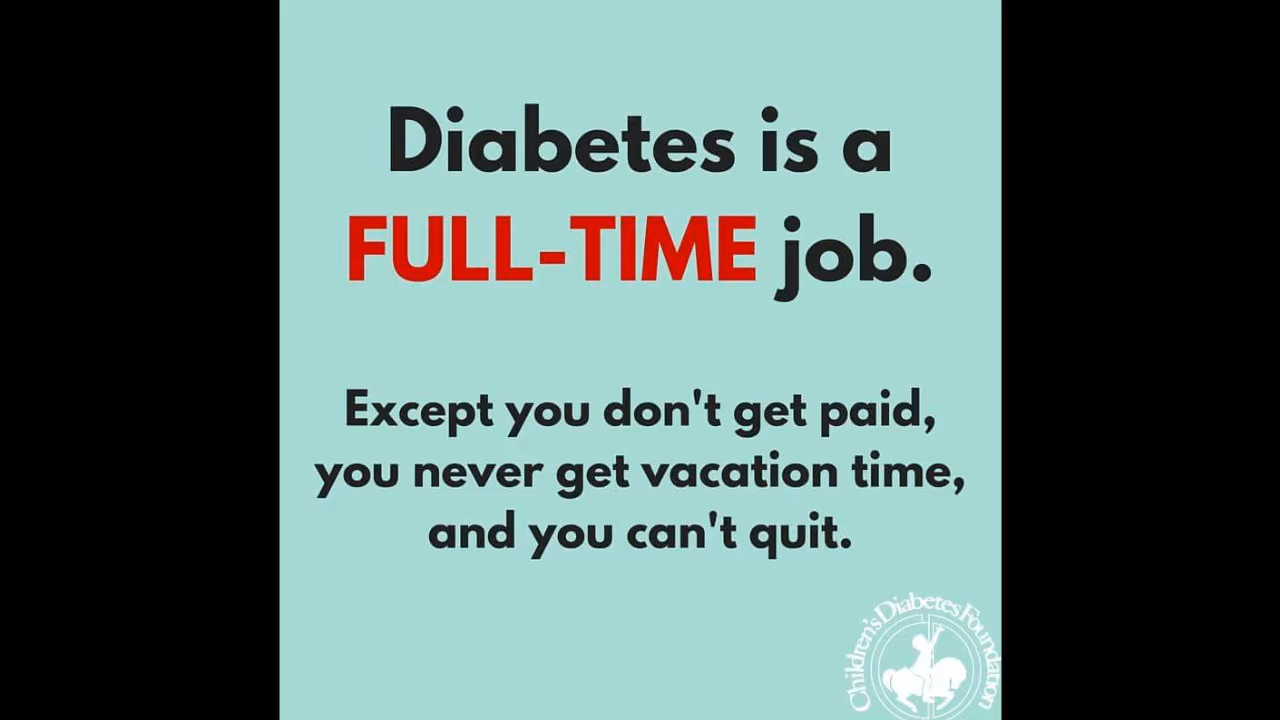 Diabetes is a
FULL-TIME job.
Except you don't get paid,
you never get vacation time,
and you can't quit.
Children's Diabetes Foundation